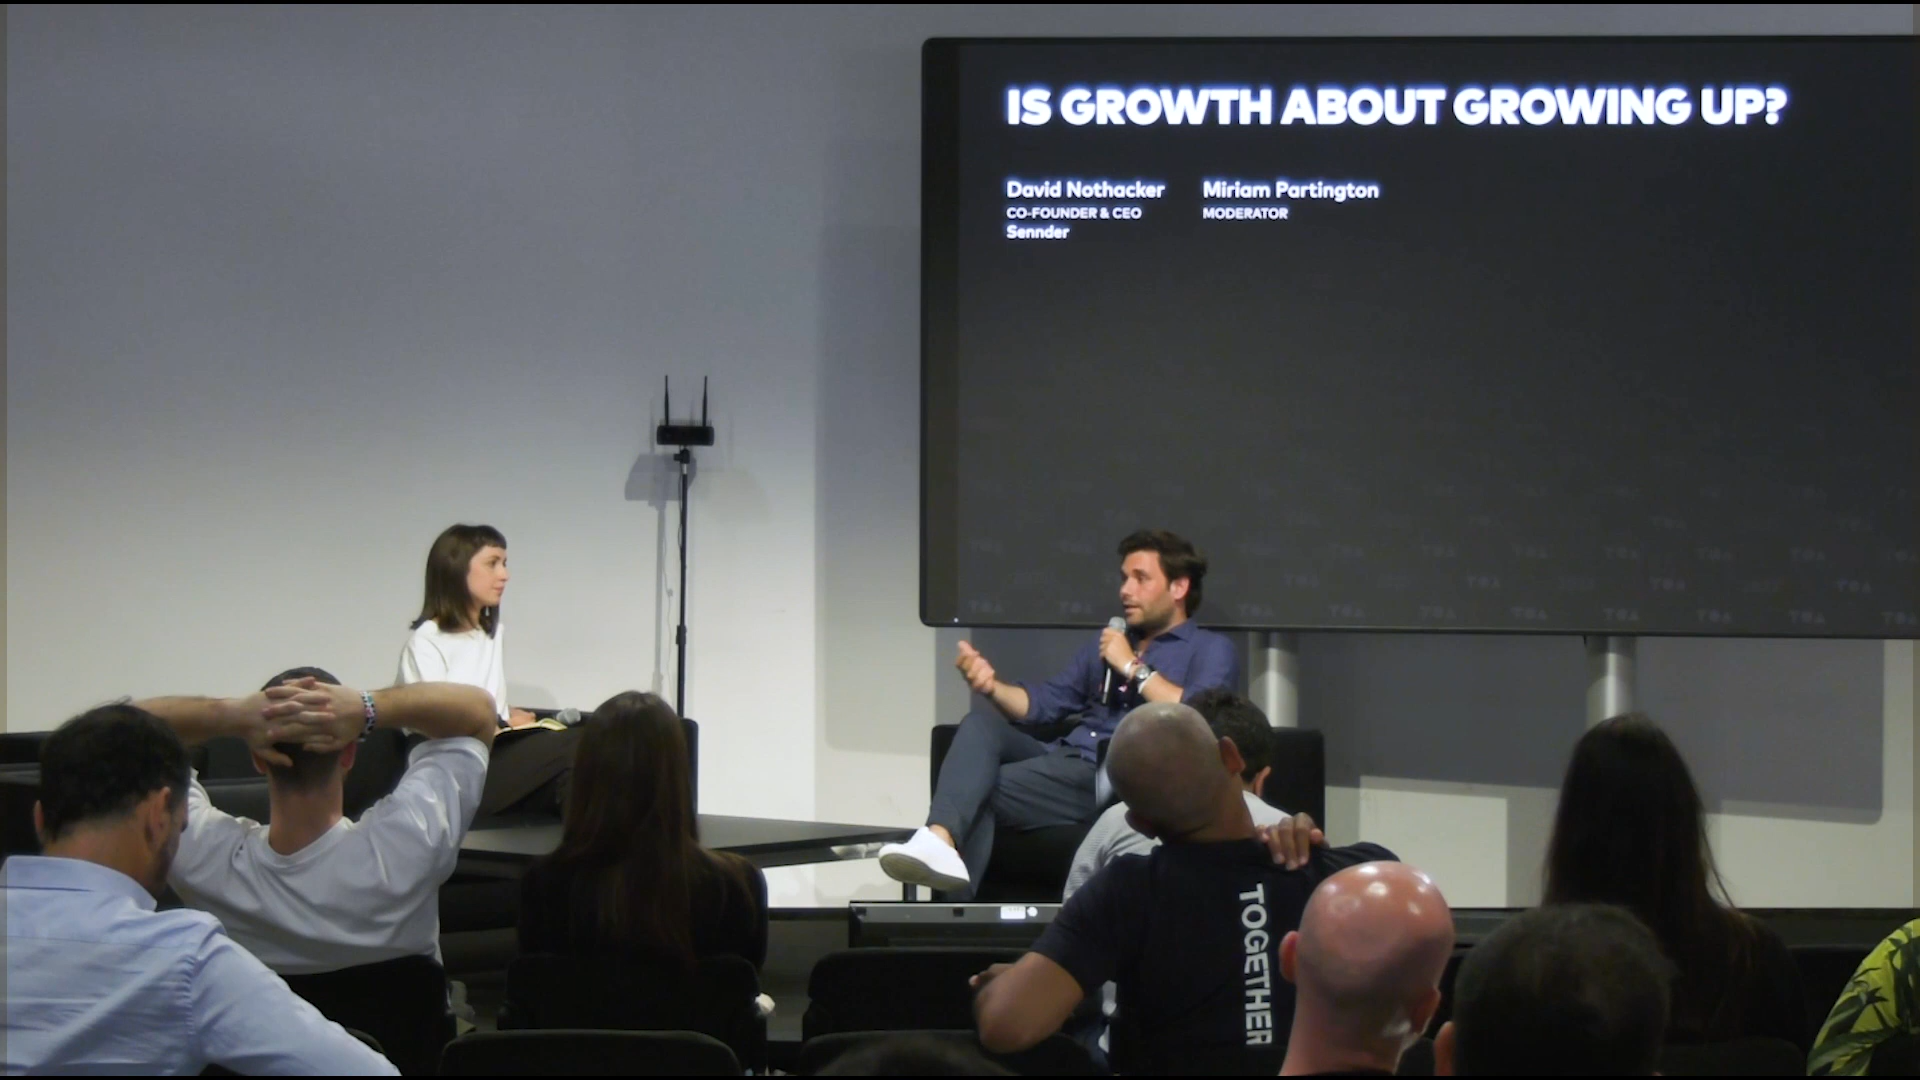 IS GROWTH ABOUT GROWING UP?
David Nothacker
CO-FOUNDER & CEO
Sennder
Miriam Partington
MODERATOR
TOGETHER